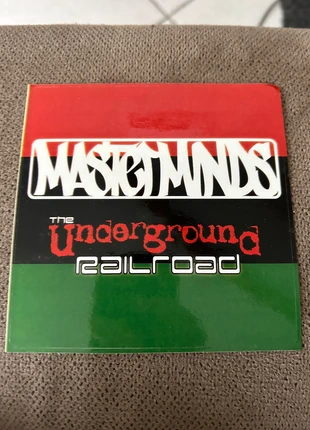 MASTERMINDS
The
Underground
Railroad